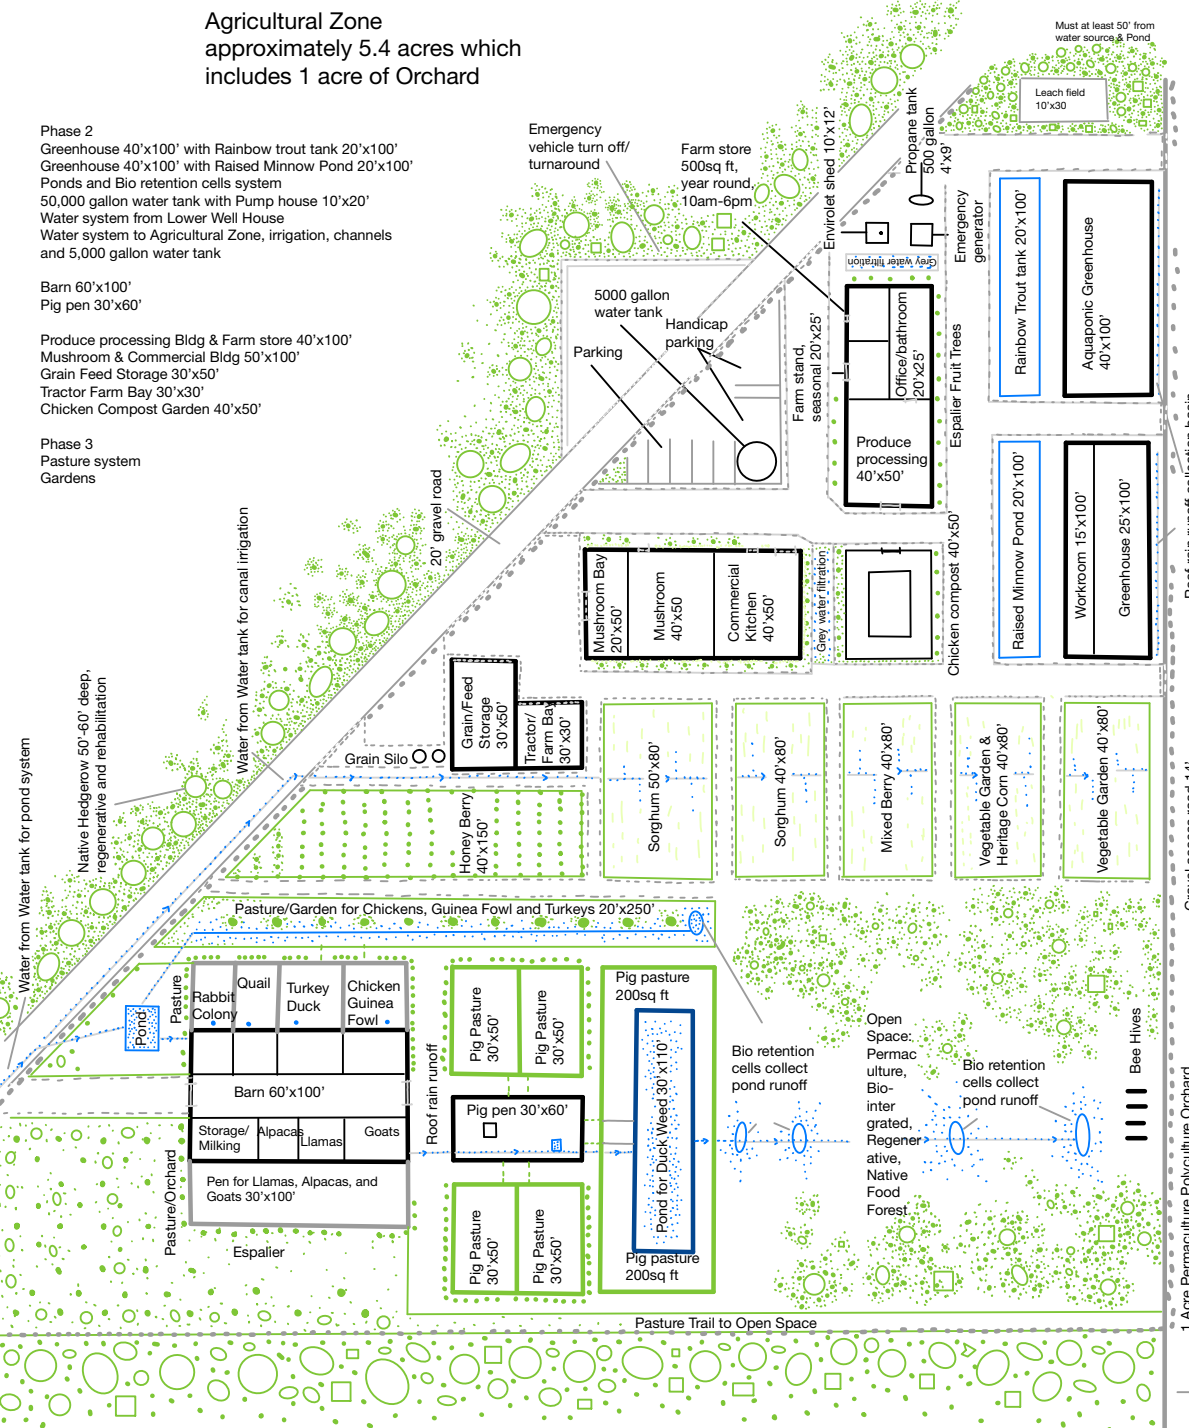 Agricultural Zone
approximately 5.4 acres which
includes 1 acre of Orchard
Must at least 50' from
water source & Pond
Leach field
10'x30
Phase 2
Greenhouse 40'x100' with Rainbow trout tank 20'x100'
Greenhouse 40'x100' with Raised Minnow Pond 20'x100'
Ponds and Bio retention cells system
50,000 gallon water tank with Pump house 10'x20'
Water system from Lower Well House
Water system to Agricultural Zone, irrigation, channels
and 5,000 gallon water tank
Barn 60'x100'
Pig pen 30'x60'
Produce processing Bldg & Farm store 40'x100'
Mushroom & Commercial Bldg 50'x100'
Grain Feed Storage 30'x50'
Tractor Farm Bay 30'x30'
Chicken Compost Garden 40'x50'
Phase 3
Pasture system
Gardens
Emergency
vehicle turn off/
turnaround
Farm store
500sq ft,
year round,
10am-6pm
Envirolet shed 10'x12'
Propane tank
500 gallon
4'x9'
Emergency
generator
Grey water filtration
5000 gallon
water tank
Handicap
parking
Parking
Farm stand,
seasonal 20'x25'
Office/bathroom
20'x25'
Produce
processing
40'x50'
Espalier Fruit Trees
Rainbow Trout tank 20'x100'
Aquaponic Greenhouse
40'x100'
Raised Minnow Pond 20'x100'
Workroom 15'x100'
Greenhouse 25'x100'
20' gravel road
Mushroom Bay
20'x50'
Mushroom
40'x50
Commercial
Kitchen
40'x50'
Grey water filtration
Chicken compost 40'x50'
Water from Water tank for canal irrigation
Native Hedgerow 50'-60' deep,
regenerative and rehabilitation
Water from Water tank for pond system
Grain/Feed
Storage
30'x50'
Tractor/
Farm Bay
30'x30'
Grain Silo
Honey Berry
40'x150'
Sorghum 50'x80'
Sorghum 40'x80'
Mixed Berry 40'x80'
Vegetable Garden &
Heritage Corn 40'x80'
Vegetable Garden 40'x80'
Pasture/Garden for Chickens, Guinea Fowl and Turkeys 20'x250'
Pond
Pasture
Rabbit
Colony
Quail
Turkey
Duck
Chicken
Guinea
Fowl
Barn 60'x100'
Storage/
Milking
Alpacas
Llamas
Goats
Pen for Llamas, Alpacas, and
Goats 30'x100'
Pasture/Orchard
Espalier
Roof rain runoff
Pig Pasture
30'x50'
Pig Pasture
30'x50'
Pig pen 30'x60'
Pig Pasture
30'x50'
Pig Pasture
30'x50'
Pig pasture
200sq ft
Pond for Duck Weed 30'x110'
Pig pasture
200sq ft
Bio retention
cells collect
pond runoff
Open
Space:
Permac
ulture,
Bio-
inter
grated,
Regener
ative,
Native
Food
Forest
Bio retention
cells collect
pond runoff
Bee Hives
Pasture Trail to Open Space
1 Acre Permaculture Polyculture Orchard